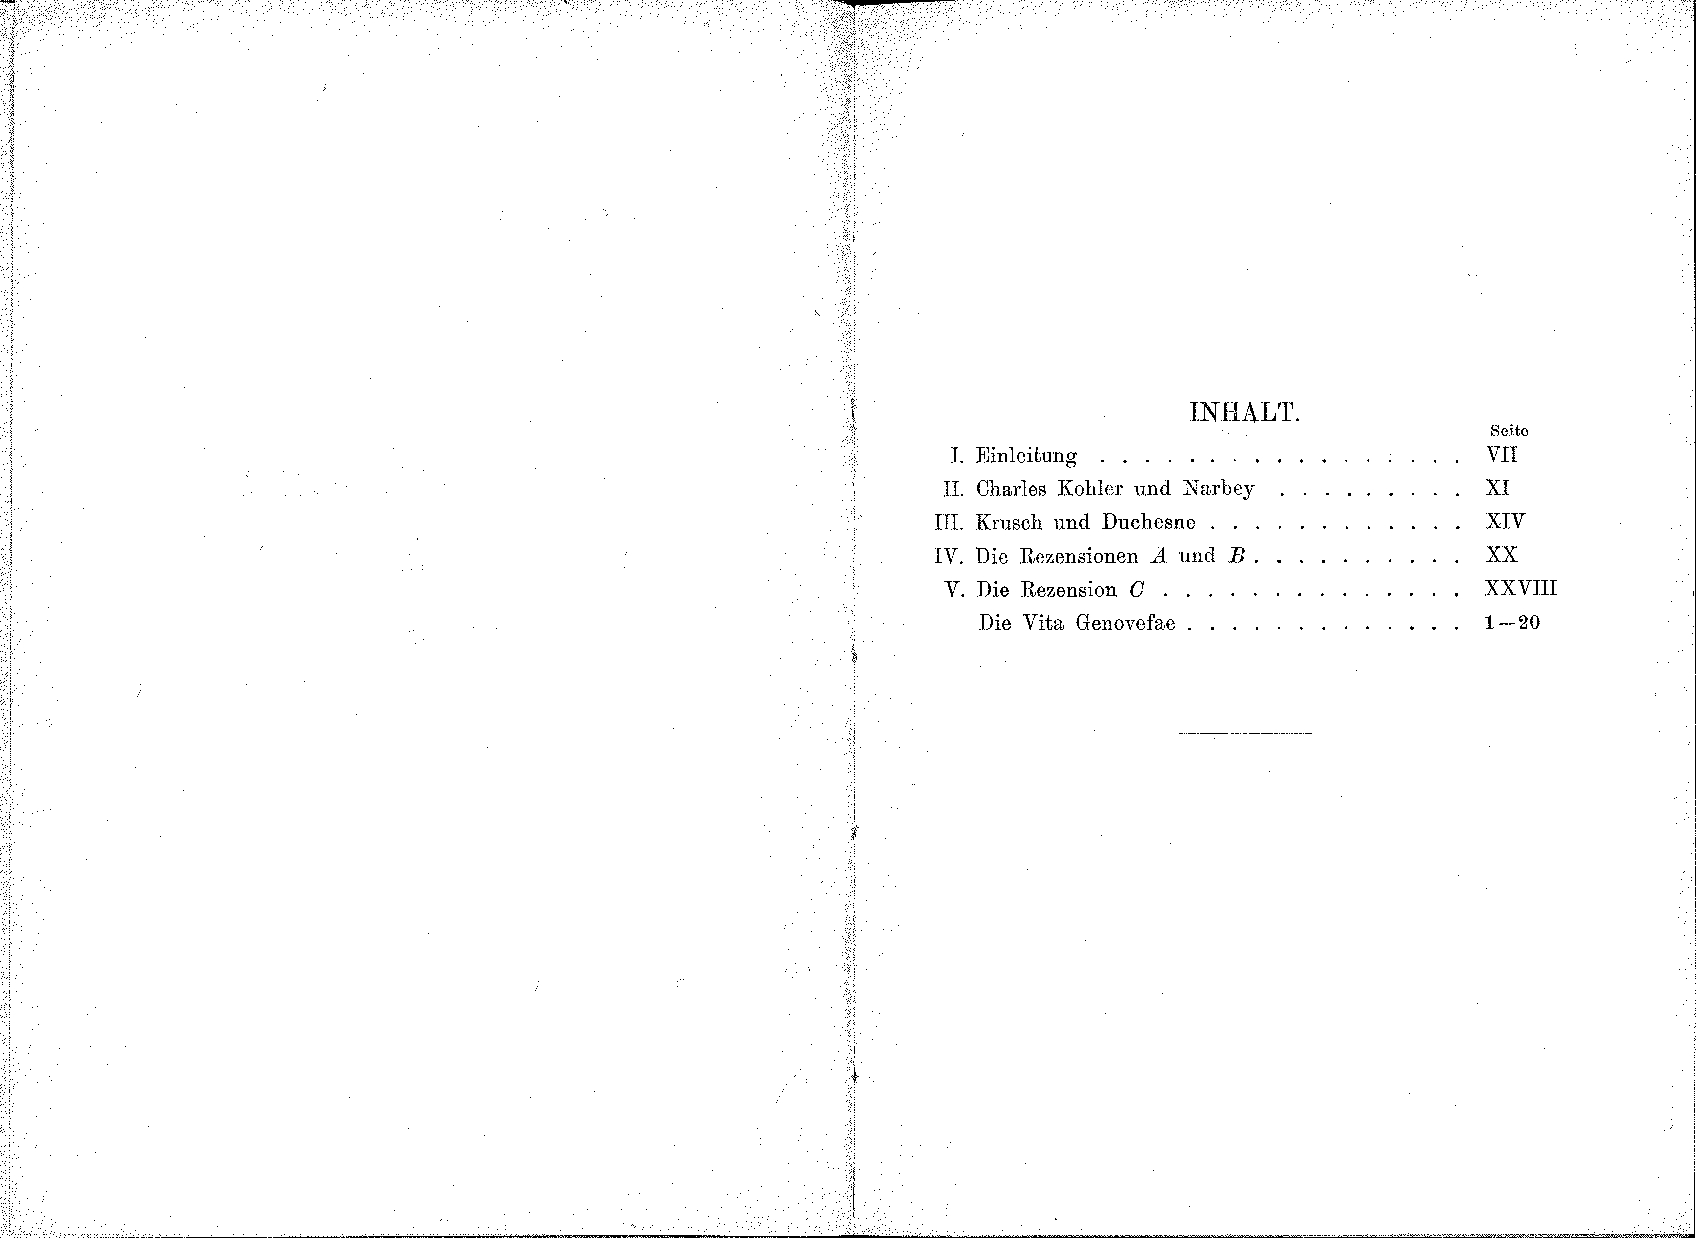 INHALT.
Seite
I. Einleitung . . . . . . . . . . . . . . . . . VII
II. Charles Kohler und Narbey . . . . . . . . . XI
III. Krusch und Duchesne . . . . . . . . . . . . XIV
IV. Die Rezensionen A und B . . . . . . . . . . XX
V. Die Rezension C . . . . . . . . . . . . . . XXVIII
Die Vita Genovefae . . . . . . . . . . . . . 1—20